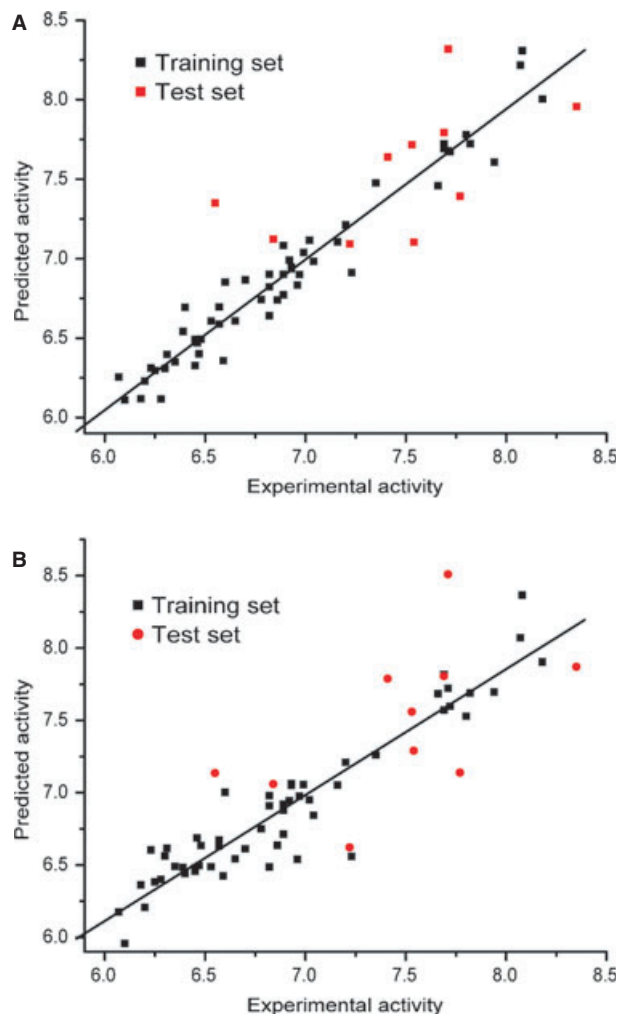 A
8.5
8.0
7.5
7.0
6.5
6.0
Predicted activity
Training set
Test set
6.0 6.5 7.0 7.5 8.0 8.5
Experimental activity
B
8.5
8.0
7.5
7.0
6.5
6.0
Predicted activity
Training set
Test set
6.0 6.5 7.0 7.5 8.0 8.5
Experimental activity